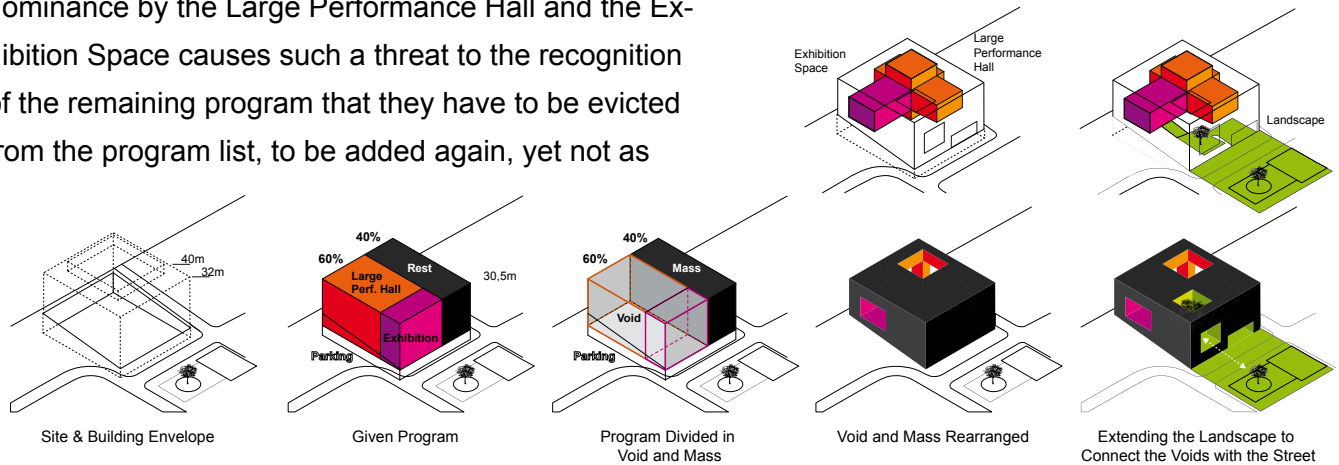 ominance by the Large Performance Hall and the Ex-
ibition Space causes such a threat to the recognition
f the remaining program that they have to be evicted
rom the program list, to be added again, yet not as
Exhibition
Space
Large
Performance
Hall
Landscape
40m
32m
Site & Building Envelope
40%
60%
Rest
Large
Perf. Hall
30,5m
Exhibition
Parking
Given Program
40%
60%
Mass
Void
Parking
Program Divided in
Void and Mass
Void and Mass Rearranged
Extending the Landscape to
Connect the Voids with the Street